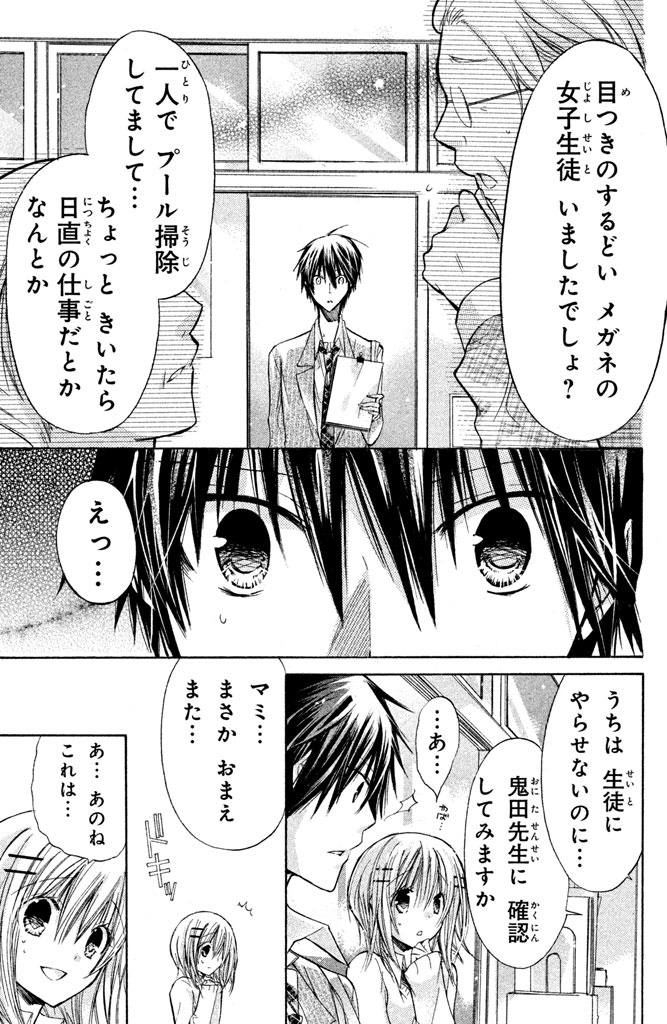 目つきのするどい メガネの
女子生徒 いましたでしょ?
一人で プール掃除
してまして…
ちょっと きいたら
日直の仕事だとか
なんとか
えっ…
うちは 生徒に
やらせないのに…
鬼田先生に 確認
してみますか
…あ…
がば…
マミ…
まさか おまえ
また…
ドキッ
あ… あのね
これは…